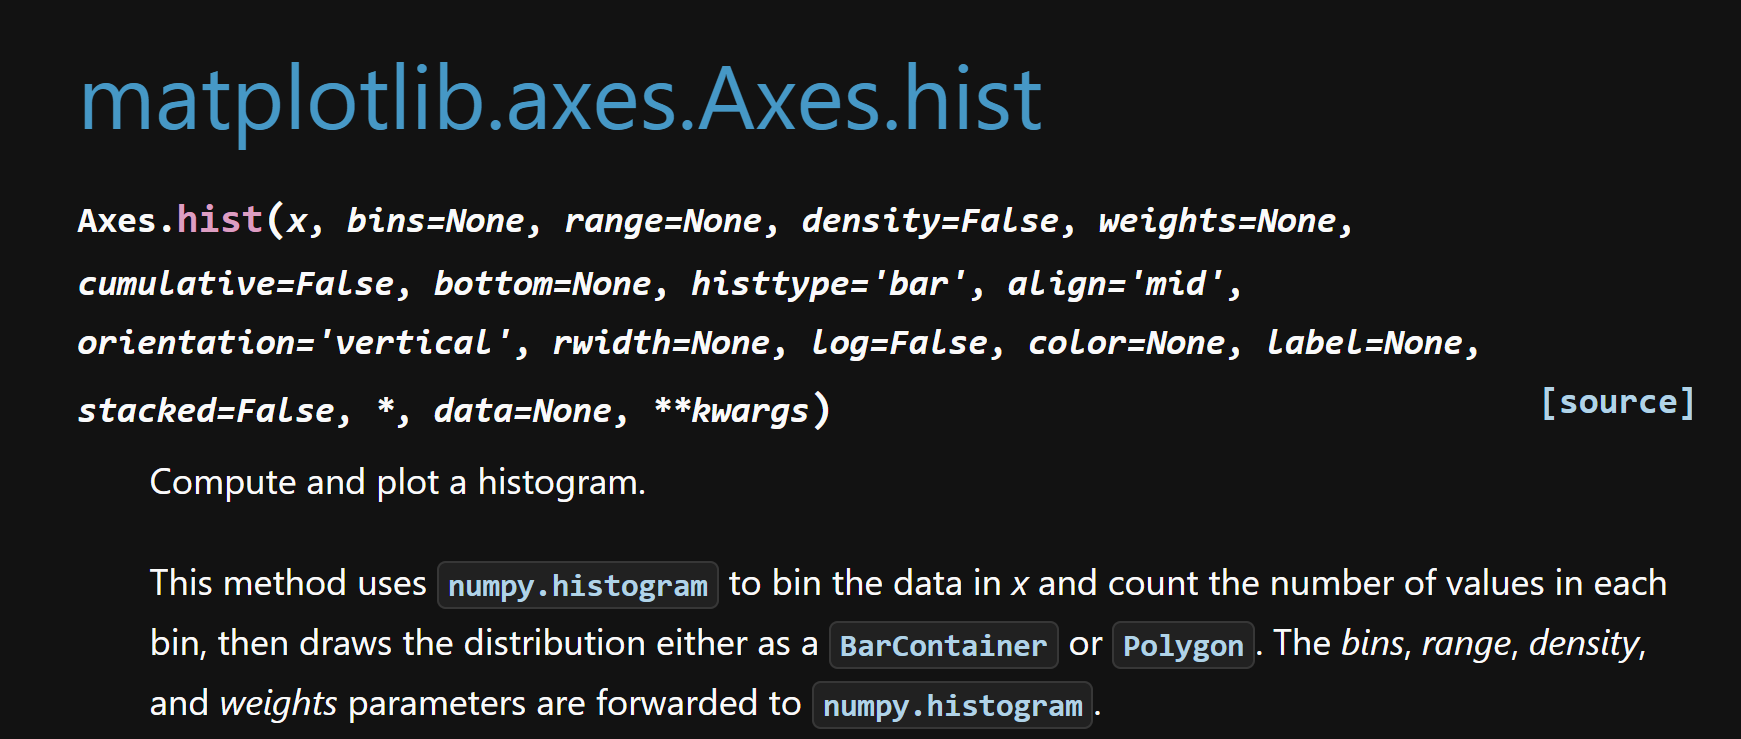 matplotlib.axes.Axes.hist
Axes.hist(x, bins=None, range=None, density=False, weights=None,
cumulative=False, bottom=None, histtype='bar', align='mid',
orientation='vertical', rwidth=None, log=False, color=None, label=None,
stacked=False, *, data=None, **kwargs) [source]
Compute and plot a histogram.
This method uses numpy.histogram to bin the data in x and count the number of values in each
bin, then draws the distribution either as a BarContainer or Polygon. The bins, range, density,
and weights parameters are forwarded to numpy.histogram.